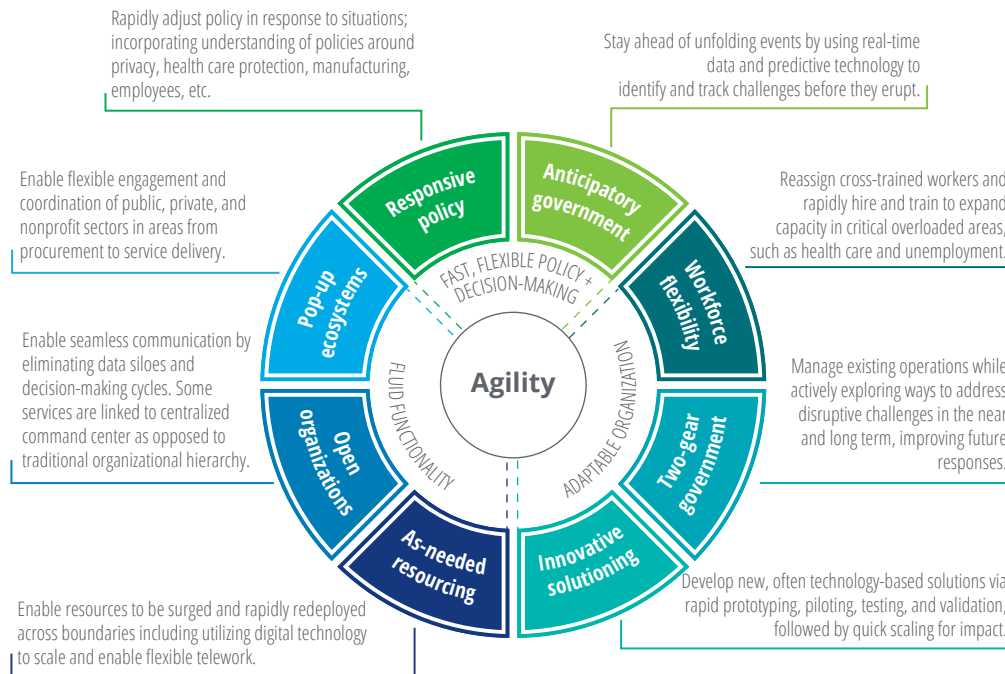 Rapidly adjust policy in response to situations;
incorporating understanding of policies around
privacy, health care protection, manufacturing,
employees, etc.
Stay ahead of unfolding events by using real-time
data and predictive technology to
identify and track challenges before they erupt.
Enable flexible engagement and
coordination of public, private, and
nonprofit sectors in areas from
procurement to service delivery.
Reassign cross-trained workers and
rapidly hire and train to expand
capacity in critical overloaded areas,
such as health care and unemployment.
Enable seamless communication by
eliminating data siloes and
decision-making cycles. Some
services are linked to centralized
command center as opposed to
traditional organizational hierarchy.
Manage existing operations while
actively exploring ways to address
disruptive challenges in the near
and long term, improving future
responses.
Enable resources to be surged and rapidly redeployed
across boundaries including utilizing digital technology
to scale and enable flexible telework.
Develop new, often technology-based solutions via
rapid prototyping, piloting, testing, and validation,
followed by quick scaling for impact.
Responsive
policy
Anticipatory
government
Workforce
flexibility
Two-gear
government
Innovative
solutioning
As-needed
resourcing
Open
organizations
Pop-up
ecosystems
FAST, FLEXIBLE POLICY +
DECISION-MAKING
ADAPTABLE ORGANIZATION
FLUID FUNCTIONALITY
Agility